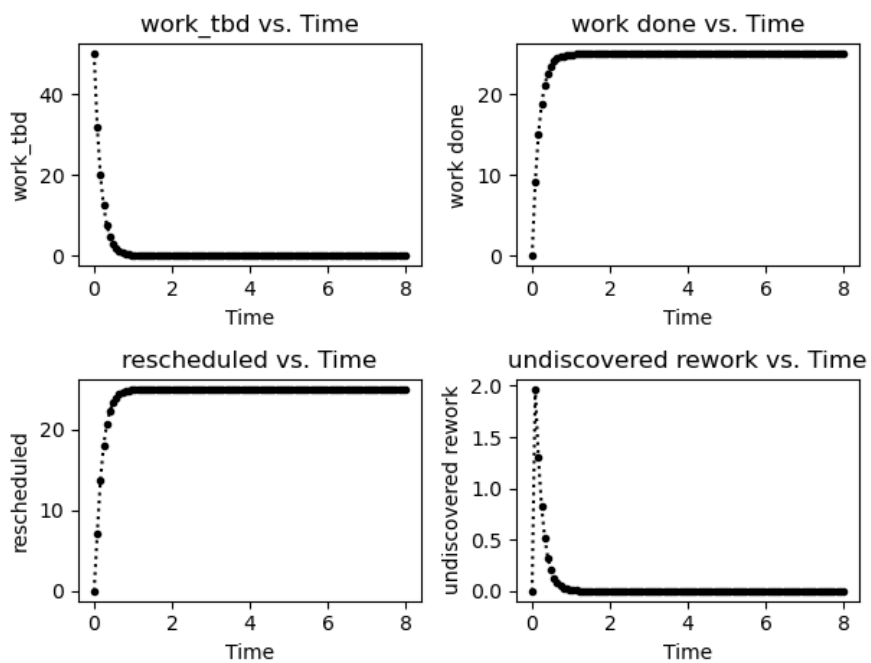 work_tbd vs. Time
work_tbd
40
20
0
0 2 4 6 8
Time
work done vs. Time
work done
20
10
0
0 2 4 6 8
Time
rescheduled vs. Time
rescheduled
20
10
0
0 2 4 6 8
Time
undiscovered rework vs. Time
undiscovered rework
2.0
1.5
1.0
0.5
0.0
0 2 4 6 8
Time